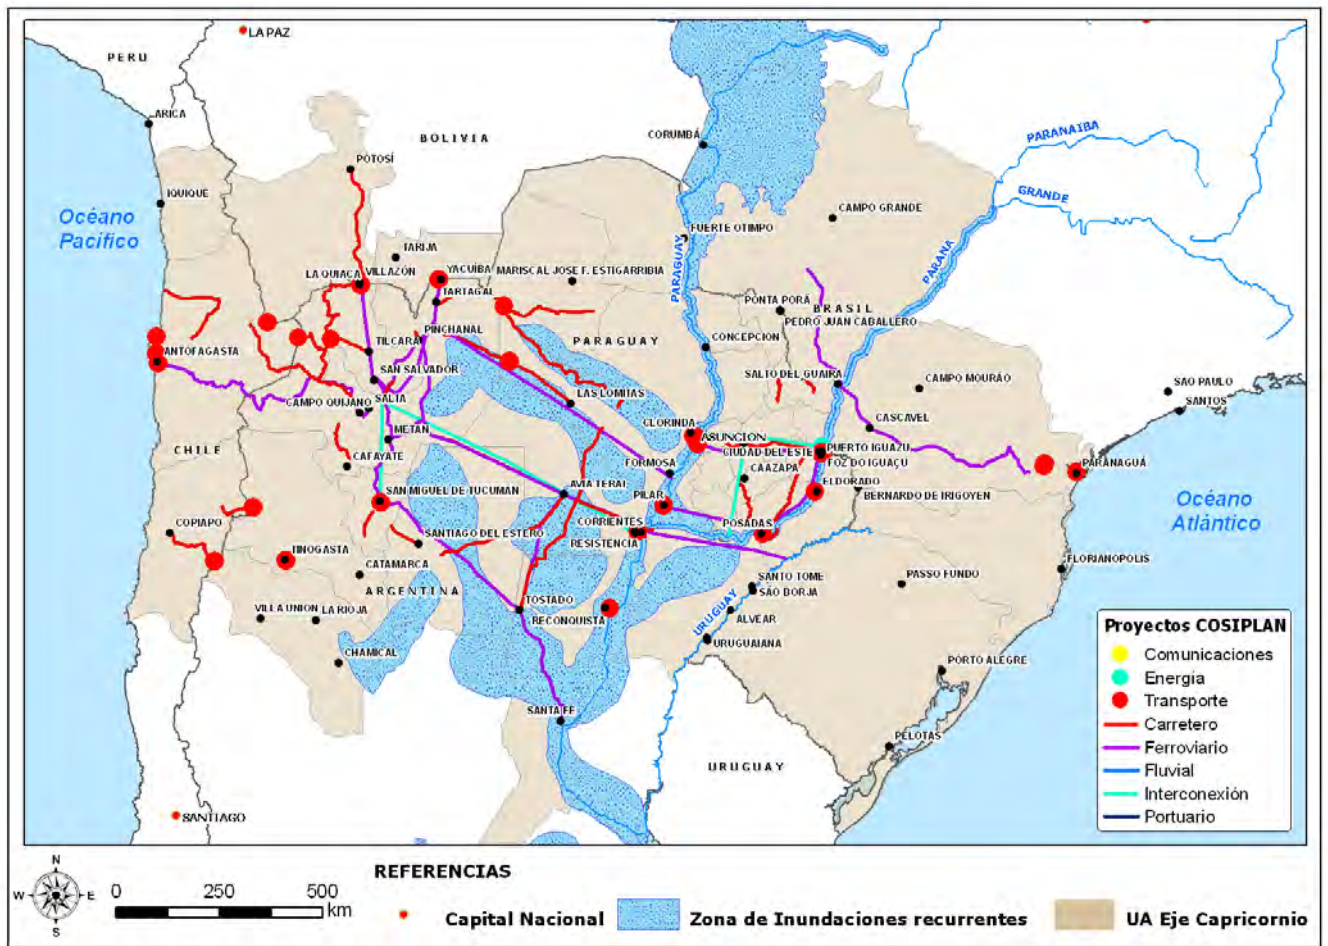 LA PAZ
PERU
ARICA
BOLIVIA
CORUMBÁ
PARANAIBA
POTOSÍ
IQUIQUE
GRANDE
Océano
Pacífico
CAMPO GRANDE
FUERTE OTIMPO
TARIJA
PARAGUAY
PARANA
LA QUIACA
VILLAZÓN
YACUÍBA
MARISCAL JOSE F. ESTIGARRIBIA
TARTAGAL
PONTA PORÁ
BRASIL
PEDRO JUAN CABALLERO
PINCHANAL
PARAGUAY
TILCARA
CONCEPCION
ANTOFAGASTA
SAN SALVADOR
SALTO DEL GUAIRA
CAMPO MOURÃO
SAO PAULO
SANTOS
CAMPO QUIJANO
SALTA
LAS LOMITAS
METAN
CLORINDA
ASUNCION
CASCAVEL
CHILE
CAFAYATE
CIUDAD DEL ESTE
PUERTO IGUAZU
FOZ DO IGUAÇU
FORMOSA
CAAZAPA
PARANAGUÁ
SAN MIGUEL DE TUCUMAN
AVIA TERAI
PILAR
ELDORADO
BERNARDO DE IRIGOYEN
Océano
Atlántico
COPIAPO
CORRIENTES
POSADAS
SANTIAGO DEL ESTERO
RESISTENCIA
TINOGASTA
CATAMARCA
FLORIANOPOLIS
ARGENTINA
SANTO TOME
SÃO BORJA
PASSO FUNDO
VILLA UNION
LA RIOJA
TOSTADO
RECONQUISTA
URUGUAY
ALVEAR
URUGUAIANA
CHAMICAL
PORTO ALEGRE
SANTA FE
PELOTAS
URUGUAY
SANTIAGO
Proyectos COSIPLAN
Comunicaciones
Energía
Transporte
Carretero
Ferroviario
Fluvial
Interconexión
Portuario
N
W E
S
0 250 500
km
REFERENCIAS
Capital Nacional
Zona de Inundaciones recurrentes
UA Eje Capricornio